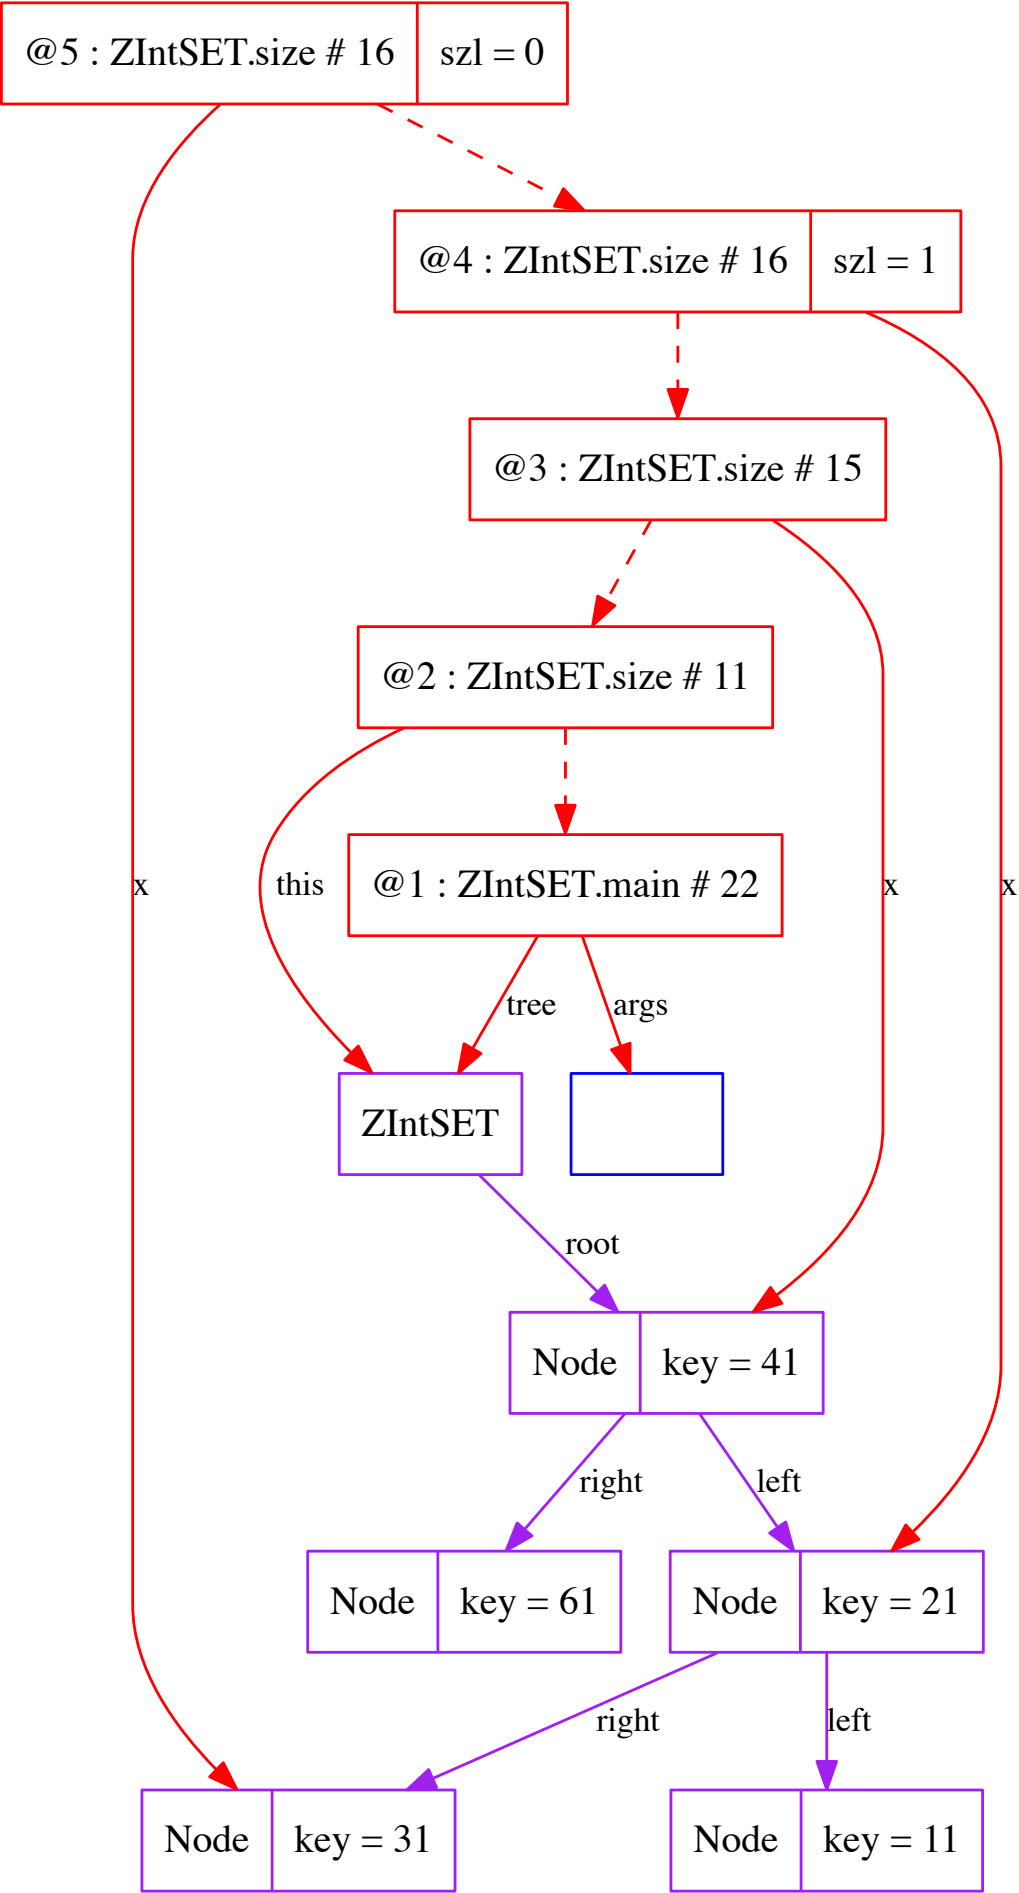 @5 : ZIntSET.size # 16 szl = 0
@4 : ZIntSET.size # 16 szl = 1
@3 : ZIntSET.size # 15
@2 : ZIntSET.size # 11
x this @1 : ZIntSET.main # 22 x x
tree args
ZIntSET
root
Node key = 41
right left
Node key = 61 Node key = 21
right left
Node key = 31 Node key = 11